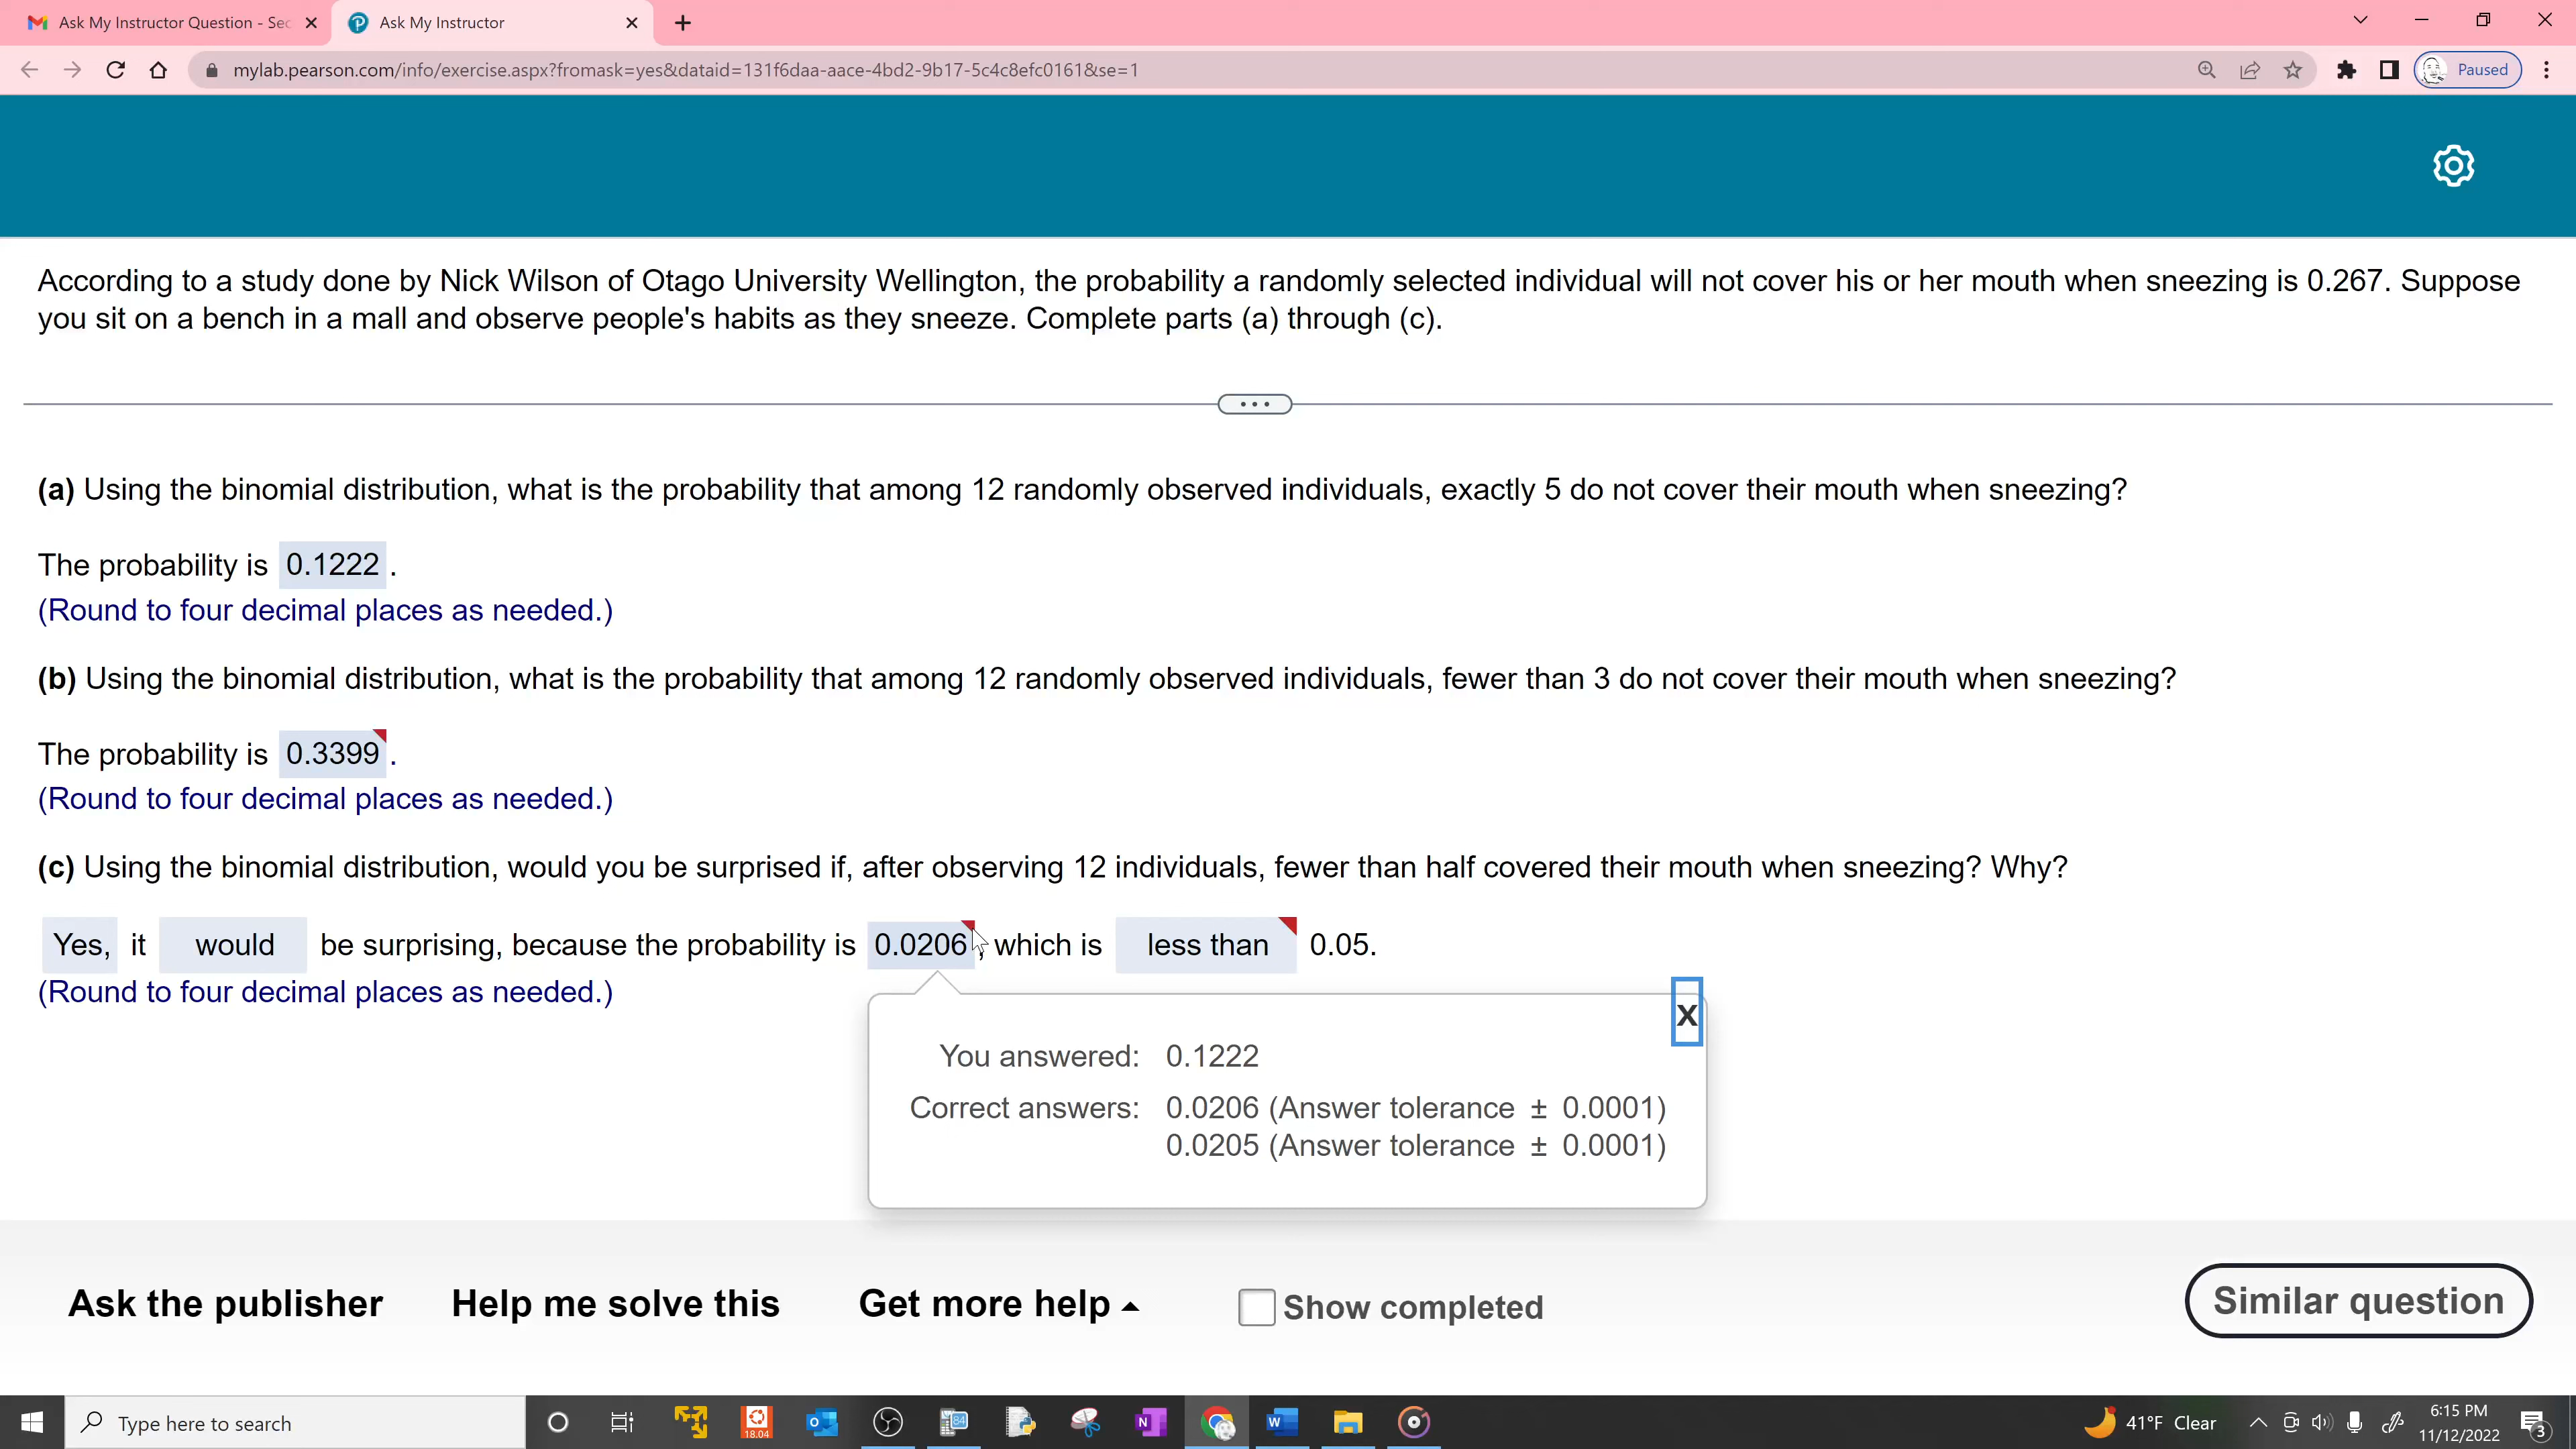 Ask My Instructor Question - Sec
Ask My Instructor
mylab.pearson.com/info/exercise.aspx?fromask=yes&dataid=131f6daa-aace-4bd2-9b17-5c4c8efc0161&se=1
Paused
According to a study done by Nick Wilson of Otago University Wellington, the probability a randomly selected individual will not cover his or her mouth when sneezing is 0.267. Suppose
you sit on a bench in a mall and observe people's habits as they sneeze. Complete parts (a) through (c).
(a) Using the binomial distribution, what is the probability that among 12 randomly observed individuals, exactly 5 do not cover their mouth when sneezing?
The probability is 0.1222 .
(Round to four decimal places as needed.)
(b) Using the binomial distribution, what is the probability that among 12 randomly observed individuals, fewer than 3 do not cover their mouth when sneezing?
The probability is 0.3399 .
(Round to four decimal places as needed.)
(c) Using the binomial distribution, would you be surprised if, after observing 12 individuals, fewer than half covered their mouth when sneezing? Why?
Yes, it would be surprising, because the probability is 0.0206 , which is less than 0.05.
(Round to four decimal places as needed.)
X
You answered: 0.1222
Correct answers: 0.0206 (Answer tolerance ± 0.0001)
0.0205 (Answer tolerance ± 0.0001)
Ask the publisher
Help me solve this
Get more help
Show completed
Similar question
Type here to search
18.04
84
41°F Clear
6:15 PM
11/12/2022
3